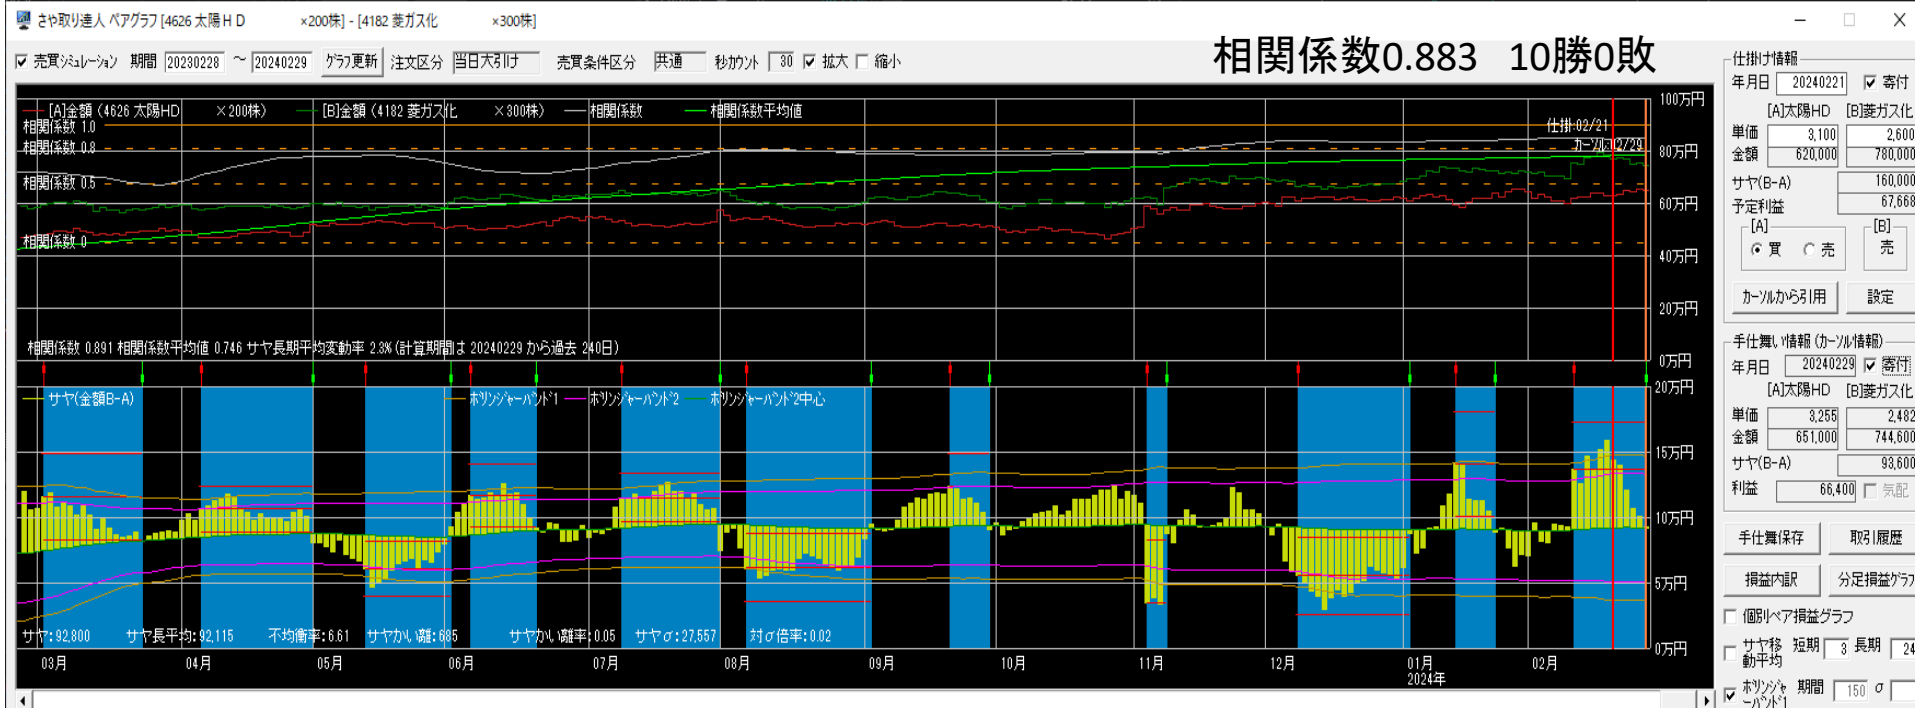 さや取り達人 ペアグラフ [4626 太陽ＨＤ ×200株] - [4182 菱ガス化 ×300株]
相関係数0.883 10勝0敗
売買シミュレーション 期間 20230228 ～ 20240229 グラフ更新 注文区分 当日大引け 売買条件区分 共通 秒カウント 30 拡大 縮小
[A]金額 (4626 太陽HD ×200株) [B]金額 (4182 菱ガス化 ×300株) 相関係数 相関係数平均値
相関係数 1.0
相関係数 0.8
相関係数 0.5
相関係数 0
仕掛:02/21
カーソル:02/29
100万円
80万円
60万円
40万円
20万円
0万円
相関係数 0.891 相関係数平均値 0.746 サヤ長期平均変動率 2.3% (計算期間は 20240229 から過去 240日)
サヤ(金額B-A) ボリンジャーバンド1 ボリンジャーバンド2 ボリンジャーバンド2中心
20万円
15万円
10万円
5万円
0万円
サヤ:92,800 サヤ長平均:92,115 不均衡率:6.61 サヤかい離:685 サヤかい離率:0.05 サヤσ:27,557 対σ倍率:0.02
03月 04月 05月 06月 07月 08月 09月 10月 11月 12月 01月 02月
2024年
仕掛け情報
年月日 20240221 寄付
[A]太陽HD [B]菱ガス化
単価 3,100 2,600
金額 620,000 780,000
サヤ(B-A) 160,000
予定利益 67,668
[A] [B]
買 売 売
カーソルから引用 設定
手仕舞い情報 (カーソル情報)
年月日 20240229 寄付
[A]太陽HD [B]菱ガス化
単価 3,255 2,482
金額 651,000 744,600
サヤ(B-A) 93,600
利益 66,400 気配
手仕舞保存 取引履歴
損益内訳 分足損益グラフ
個別ペア損益グラフ
サヤ移動平均 短期 3 長期 24
ボリンジャーバンド1 期間 150 σ